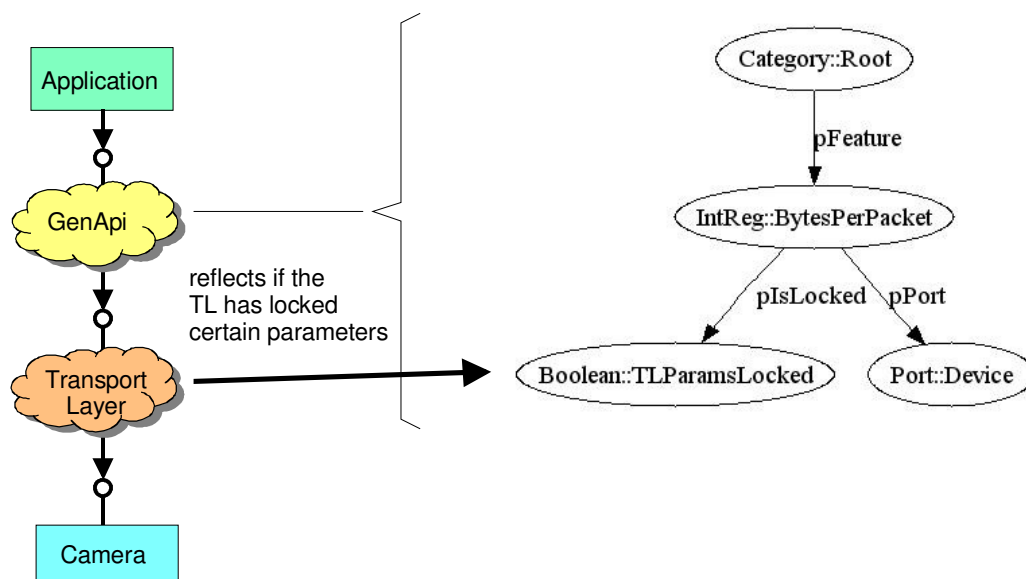 Application
GenApi
reflects if the
TL has locked
certain parameters
Transport
Layer
Camera
Category::Root
pFeature
IntReg::BytesPerPacket
pIsLocked
pPort
Boolean::TLParamsLocked
Port::Device